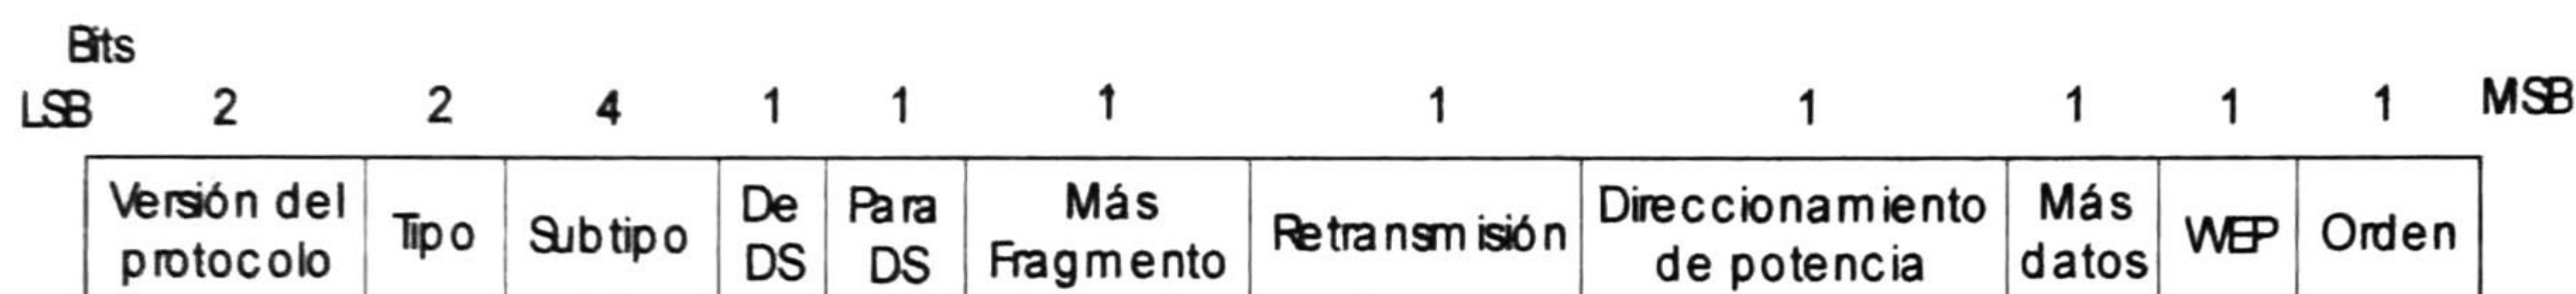 Bits
LSB 2 2 4 1 1 1 1 1 1 1 1 MSB
Versión del De Para Más Direccionamiento Más
Tipo Subtipo Retransmisión WEP Orden
protocolo DS DS Fragmento de potencia datos